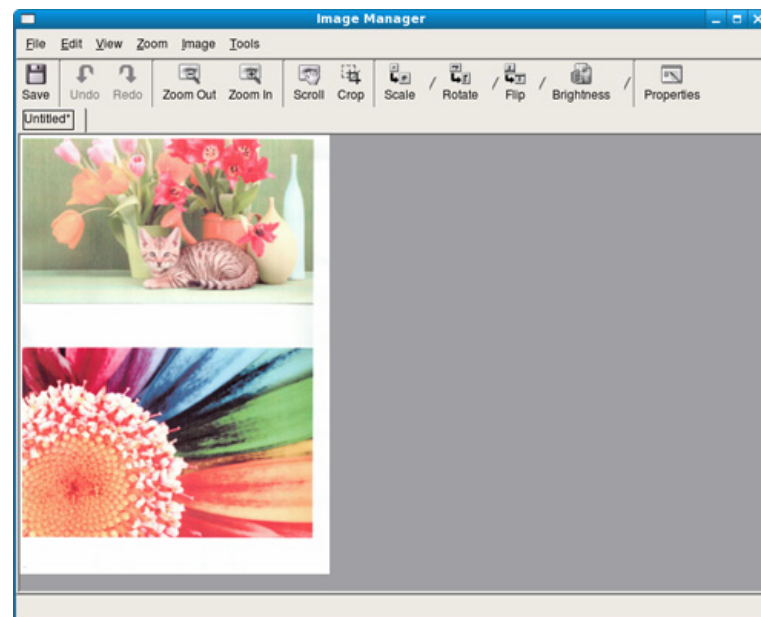 Image Manager
File Edit View Zoom Image Tools
Save Undo Redo Zoom Out Zoom In Scroll Crop Scale / Rotate / Flip / Brightness / Properties
Untitled*